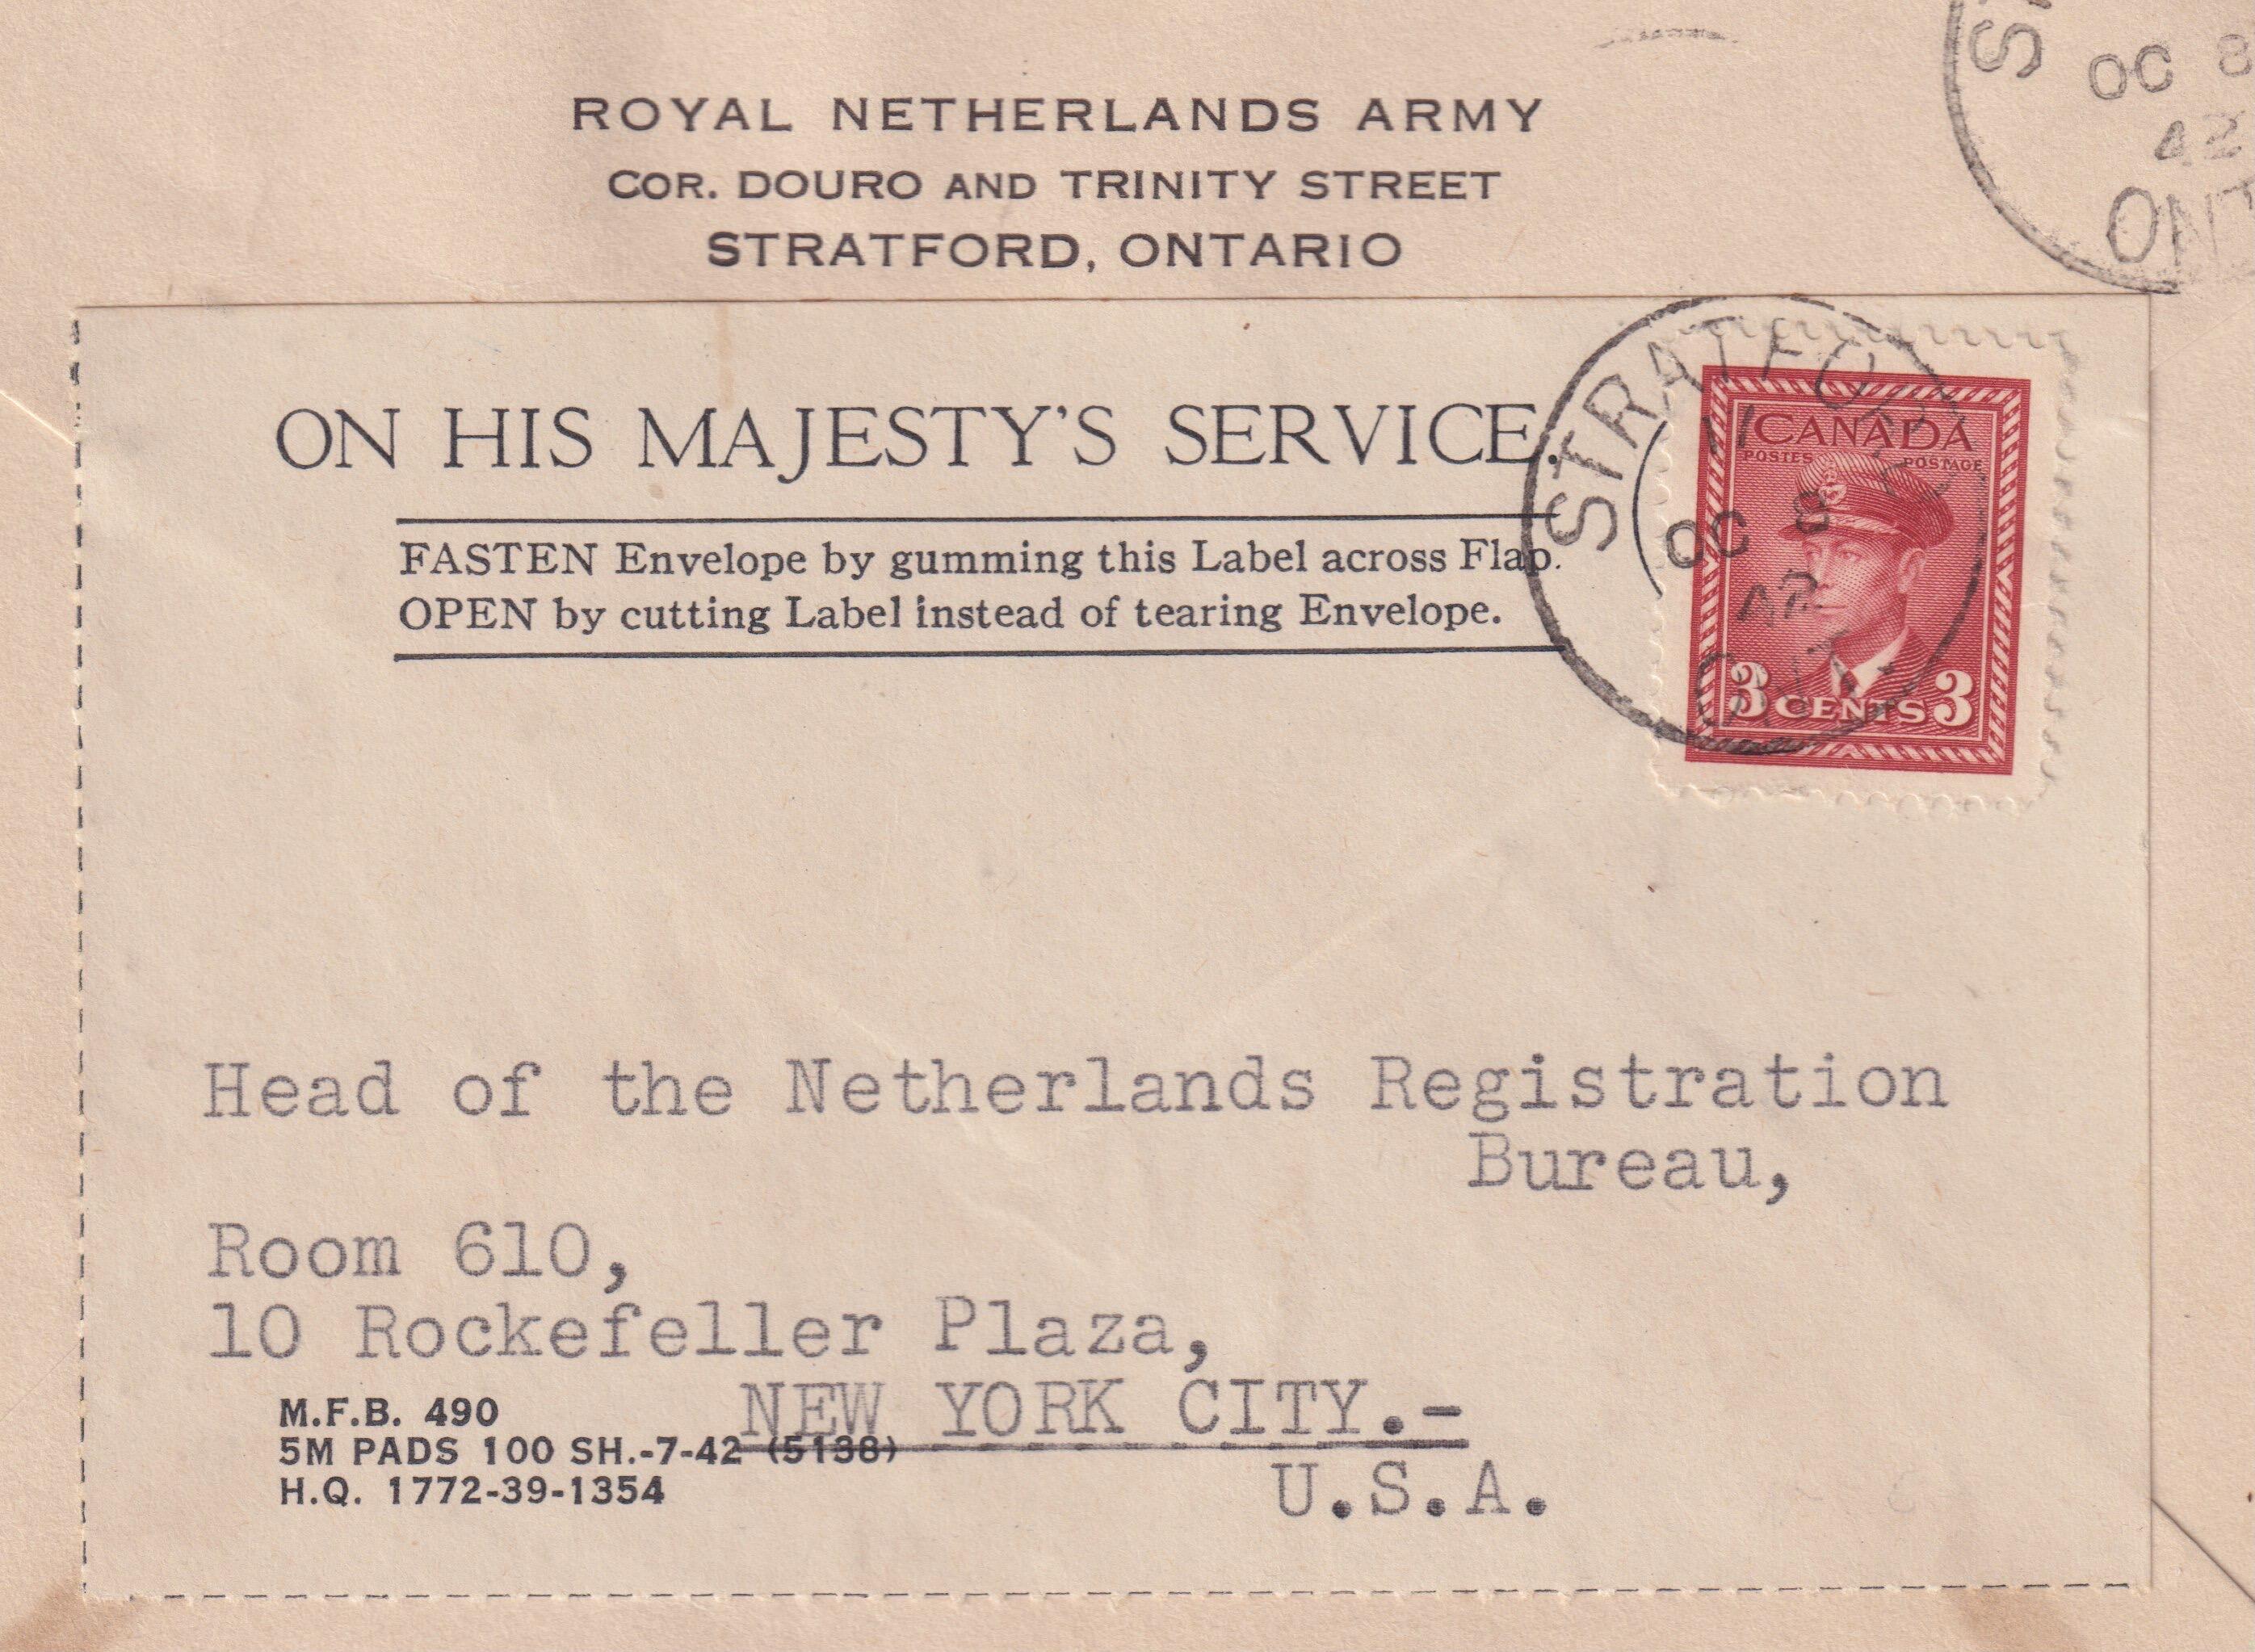 ROYAL NETHERLANDS ARMY
COR. DOURO AND TRINITY STREET
STRATFORD, ONTARIO
OC 8
42
ONT
ON HIS MAJESTY'S SERVICE.
FASTEN Envelope by gumming this Label across Flap.
OPEN by cutting Label instead of tearing Envelope.
STRATFORD
11
OC 8
42
ONT.
CANADA
POSTES POSTAGE
3 CENTS 3
Head of the Netherlands Registration
Bureau,
Room 610,
10 Rockefeller Plaza,
NEW YORK CITY.-
U.S.A.
M.F.B. 490
5M PADS 100 SH.-7-42 (5138)
H.Q. 1772-39-1354